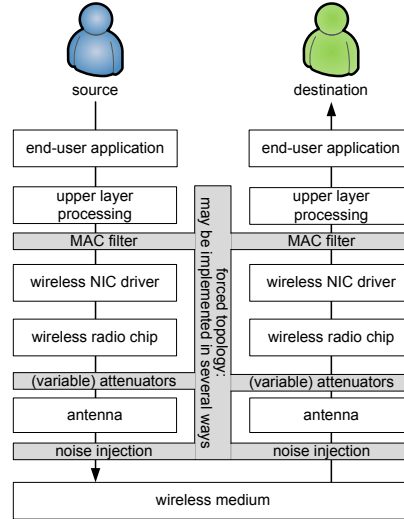 source
end-user application
upper layer
processing
MAC filter
wireless NIC driver
wireless radio chip
(variable) attenuators
antenna
noise injection
forced topology:
may be implemented in several ways
destination
end-user application
upper layer
processing
MAC filter
wireless NIC driver
wireless radio chip
(variable) attenuators
antenna
noise injection
wireless medium